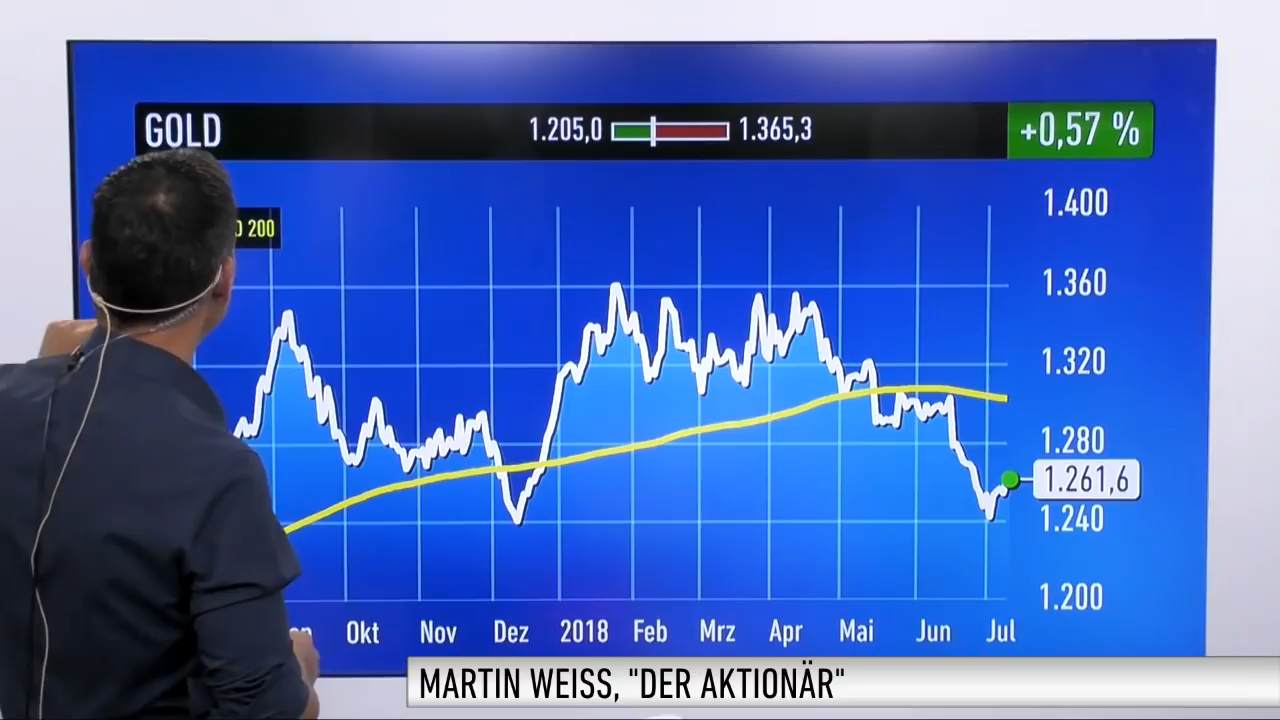 GOLD 1.205,0 1.365,3 +0,57 %
200
1.400
1.360
1.320
1.280
1.261,6
1.240
1.200
Okt Nov Dez 2018 Feb Mrz Apr Mai Jun Jul
MARTIN WEISS, "DER AKTIONÄR"